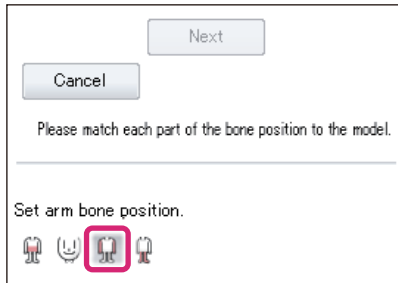 Next
Cancel
Please match each part of the bone position to the model.
Set arm bone position.